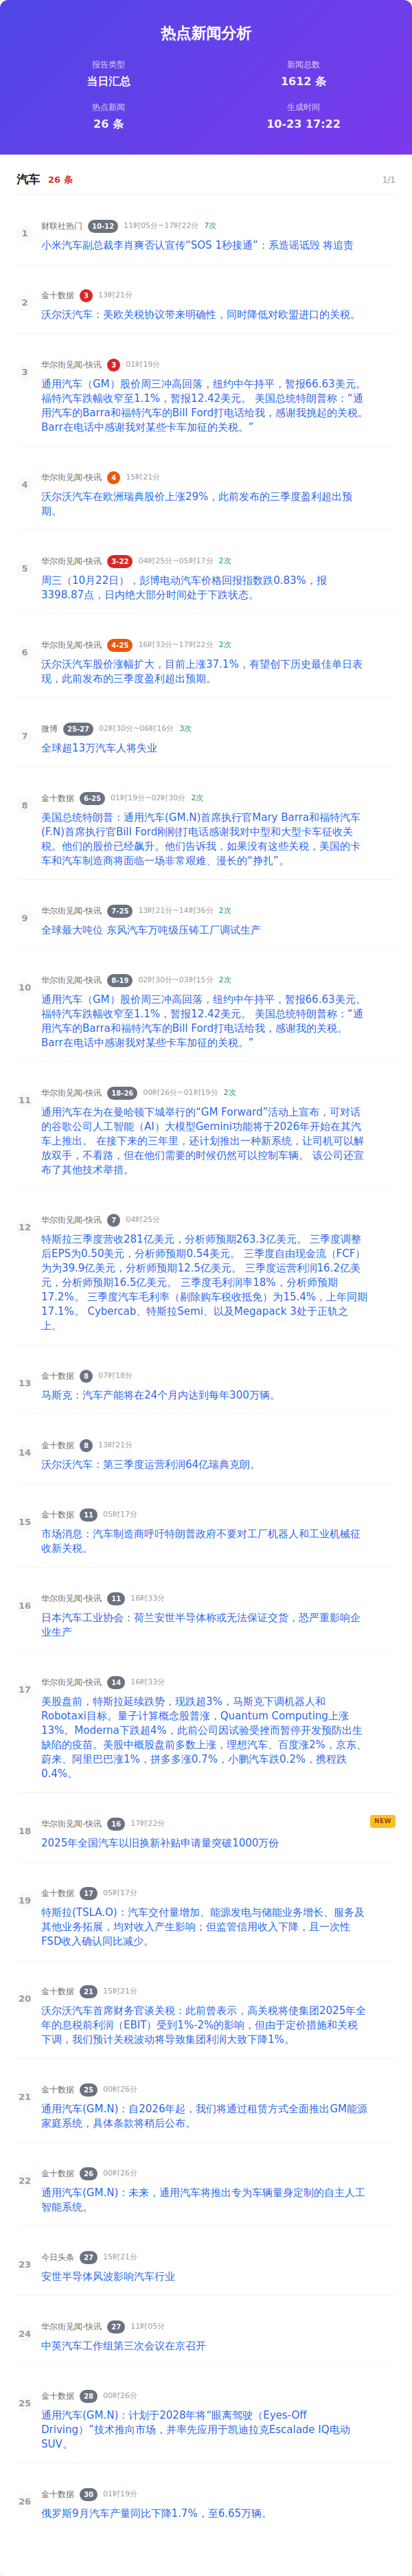 热点新闻分析
报告类型
新闻总数
当日汇总
1612 条
热点新闻
生成时间
26 条
10-23 17:22
汽车 26 条 1/1
1
财联社热门 10-12 11时05分~17时22分 7次
小米汽车副总裁李肖爽否认宣传“SOS 1秒接通”：系造谣诋毁 将追责
2
金十数据 3 13时21分
沃尔沃汽车：美欧关税协议带来明确性，同时降低对欧盟进口的关税。
3
华尔街见闻-快讯 3 01时19分
通用汽车（GM）股价周三冲高回落，纽约中午持平，暂报66.63美元。
福特汽车跌幅收窄至1.1%，暂报12.42美元。 美国总统特朗普称：“通
用汽车的Barra和福特汽车的Bill Ford打电话给我，感谢我挑起的关税。
Barr在电话中感谢我对某些卡车加征的关税。”
4
华尔街见闻-快讯 4 15时21分
沃尔沃汽车在欧洲瑞典股价上涨29%，此前发布的三季度盈利超出预
期。
5
华尔街见闻-快讯 3-22 04时25分~05时17分 2次
周三（10月22日），彭博电动汽车价格回报指数跌0.83%，报
3398.87点，日内绝大部分时间处于下跌状态。
6
华尔街见闻-快讯 4-25 16时33分~17时22分 2次
沃尔沃汽车股价涨幅扩大，目前上涨37.1%，有望创下历史最佳单日表
现，此前发布的三季度盈利超出预期。
7
微博 25-27 02时30分~06时16分 3次
全球超13万汽车人将失业
8
金十数据 6-25 01时19分~02时30分 2次
美国总统特朗普：通用汽车(GM.N)首席执行官Mary Barra和福特汽车
(F.N)首席执行官Bill Ford刚刚打电话感谢我对中型和大型卡车征收关
税。他们的股价已经飙升。他们告诉我，如果没有这些关税，美国的卡
车和汽车制造商将面临一场非常艰难、漫长的“挣扎”。
9
华尔街见闻-快讯 7-25 13时21分~14时36分 2次
全球最大吨位 东风汽车万吨级压铸工厂调试生产
10
华尔街见闻-快讯 8-19 02时30分~03时15分 2次
通用汽车（GM）股价周三冲高回落，纽约中午持平，暂报66.63美元。
福特汽车跌幅收窄至1.1%，暂报12.42美元。 美国总统特朗普称：“通
用汽车的Barra和福特汽车的Bill Ford打电话给我，感谢我的关税。
Barr在电话中感谢我对某些卡车加征的关税。”
11
华尔街见闻-快讯 18-26 00时26分~01时19分 2次
通用汽车在为在曼哈顿下城举行的“GM Forward”活动上宣布，可对话
的谷歌公司人工智能（AI）大模型Gemini功能将于2026年开始在其汽
车上推出。 在接下来的三年里，还计划推出一种新系统，让司机可以解
放双手，不看路，但在他们需要的时候仍然可以控制车辆。 该公司还宣
布了其他技术举措。
12
华尔街见闻-快讯 7 04时25分
特斯拉三季度营收281亿美元，分析师预期263.3亿美元。 三季度调整
后EPS为0.50美元，分析师预期0.54美元。 三季度自由现金流（FCF）
为为39.9亿美元，分析师预期12.5亿美元。 三季度运营利润16.2亿美
元，分析师预期16.5亿美元。 三季度毛利润率18%，分析师预期
17.2%。 三季度汽车毛利率（剔除购车税收抵免）为15.4%，上年同期
17.1%。 Cybercab、特斯拉Semi、以及Megapack 3处于正轨之
上。
13
金十数据 8 07时18分
马斯克：汽车产能将在24个月内达到每年300万辆。
14
金十数据 8 13时21分
沃尔沃汽车：第三季度运营利润64亿瑞典克朗。
15
金十数据 11 05时17分
市场消息：汽车制造商呼吁特朗普政府不要对工厂机器人和工业机械征
收新关税。
16
华尔街见闻-快讯 11 16时33分
日本汽车工业协会：荷兰安世半导体称或无法保证交货，恐严重影响企
业生产
17
华尔街见闻-快讯 14 16时33分
美股盘前，特斯拉延续跌势，现跌超3%，马斯克下调机器人和
Robotaxi目标。量子计算概念股普涨，Quantum Computing上涨
13%。Moderna下跌超4%，此前公司因试验受挫而暂停开发预防出生
缺陷的疫苗。美股中概股盘前多数上涨，理想汽车、百度涨2%，京东、
蔚来、阿里巴巴涨1%，拼多多涨0.7%，小鹏汽车跌0.2%，携程跌
0.4%。
18
华尔街见闻-快讯 16 17时22分 NEW
2025年全国汽车以旧换新补贴申请量突破1000万份
19
金十数据 17 05时17分
特斯拉(TSLA.O)：汽车交付量增加、能源发电与储能业务增长、服务及
其他业务拓展，均对收入产生影响；但监管信用收入下降，且一次性
FSD收入确认同比减少。
20
金十数据 21 15时21分
沃尔沃汽车首席财务官谈关税：此前曾表示，高关税将使集团2025年全
年的息税前利润（EBIT）受到1%-2%的影响，但由于定价措施和关税
下调，我们预计关税波动将导致集团利润大致下降1%。
21
金十数据 25 00时26分
通用汽车(GM.N)：自2026年起，我们将通过租赁方式全面推出GM能源
家庭系统，具体条款将稍后公布。
22
金十数据 26 00时26分
通用汽车(GM.N)：未来，通用汽车将推出专为车辆量身定制的自主人工
智能系统。
23
今日头条 27 15时21分
安世半导体风波影响汽车行业
24
华尔街见闻-快讯 27 11时05分
中英汽车工作组第三次会议在京召开
25
金十数据 28 00时26分
通用汽车(GM.N)：计划于2028年将“眼离驾驶（Eyes-Off
Driving）”技术推向市场，并率先应用于凯迪拉克Escalade IQ电动
SUV。
26
金十数据 30 01时19分
俄罗斯9月汽车产量同比下降1.7%，至6.65万辆。